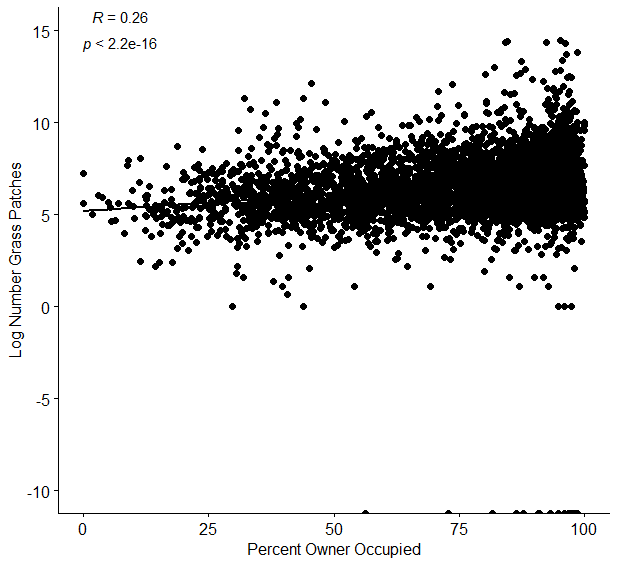 R = 0.26
p < 2.2e-16
15
10
5
0
-5
-10
Log Number Grass Patches
0 25 50 75 100
Percent Owner Occupied